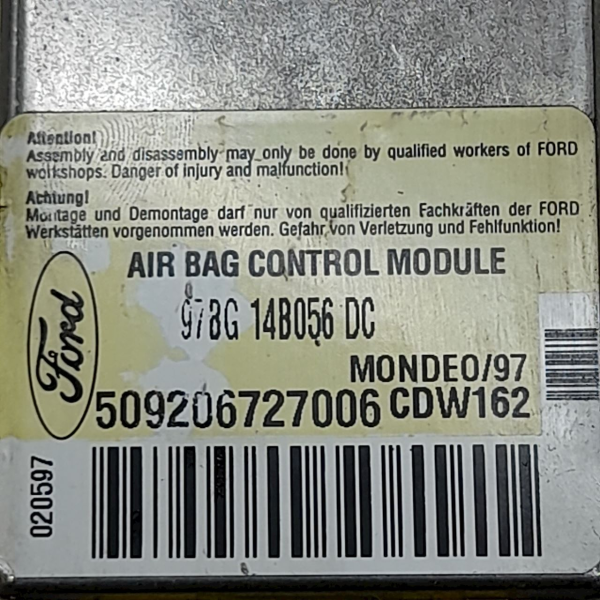 Attention!
Assembly and disassembly may only be done by qualified workers of FORD
workshops. Danger of injury and malfunction!
Achtung!
Montage und Demontage darf nur von qualifizierten Fachkräften der FORD
Werkstätten vorgenommen werden. Gefahr von Verletzung und Fehlfunktion!
AIR BAG CONTROL MODULE
Ford
97BG 14B056 DC
MONDEO/97
509206727006 CDW162
020597